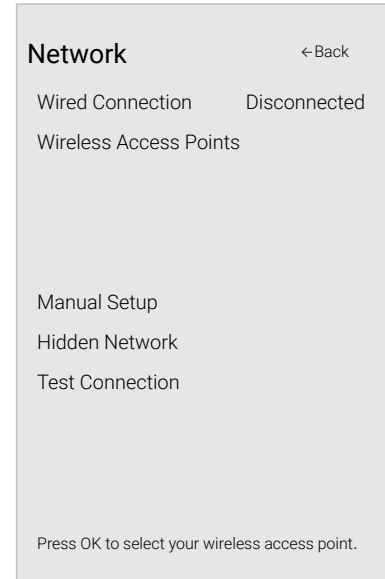 Network ←Back
Wired Connection Disconnected
Wireless Access Points
Manual Setup
Hidden Network
Test Connection
Press OK to select your wireless access point.